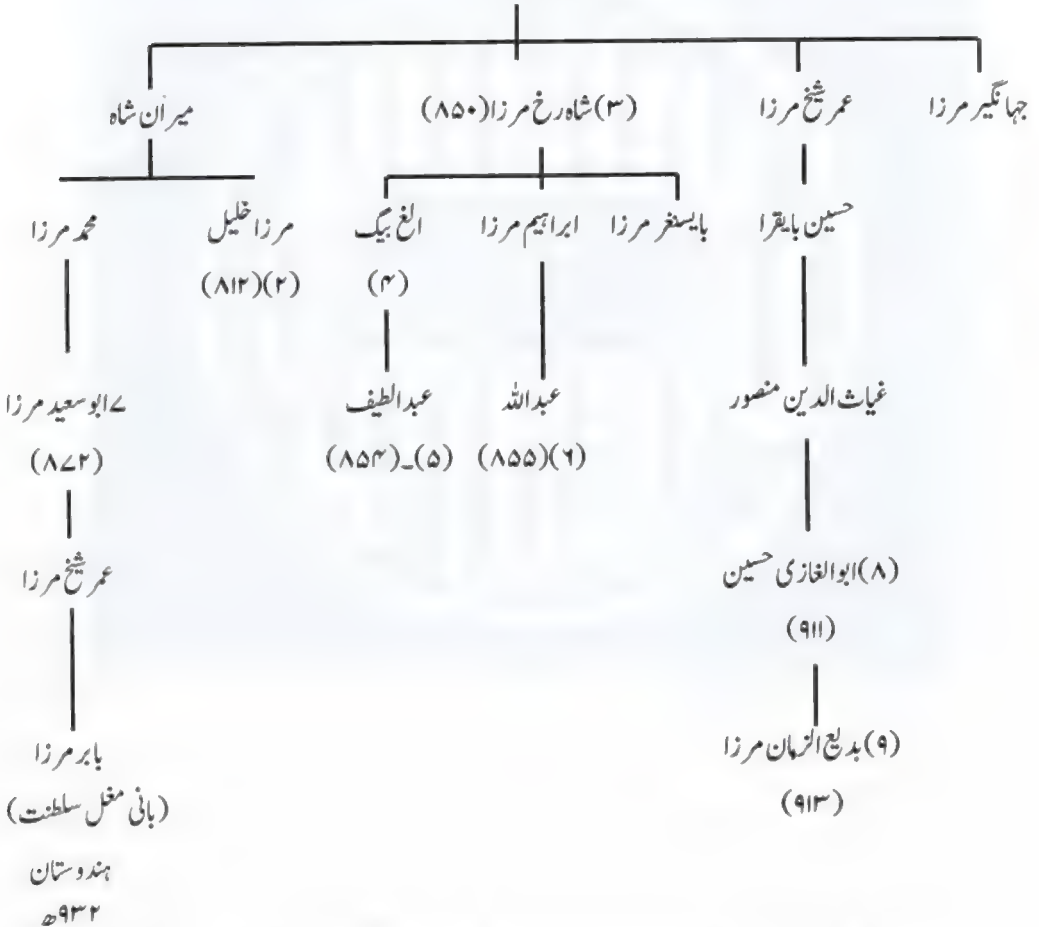 جہانگیر مرزا عمر شیخ مرزا (۳) شاہ رخ مرزا (۸۵۰) میران شاہ
حسین بایقرا بایسنغر مرزا ابراہیم مرزا الغ بیگ مرزا خلیل محمد مرزا
(۴) (۲)(۸۱۲)
غیاث الدین منصور عبداللہ عبدالطیف ۷ ابوسعید مرزا
(۶)(۸۵۵) (۵)۔(۸۵۴) (۸۷۲)
(۸) ابوالغازی حسین عمر شیخ مرزا
(۹۱۱)
(۹) بدیع الزمان مرزا بابر مرزا
(۹۱۳) (بانی مغل سلطنت)
ہندوستان
۹۳۲ھ